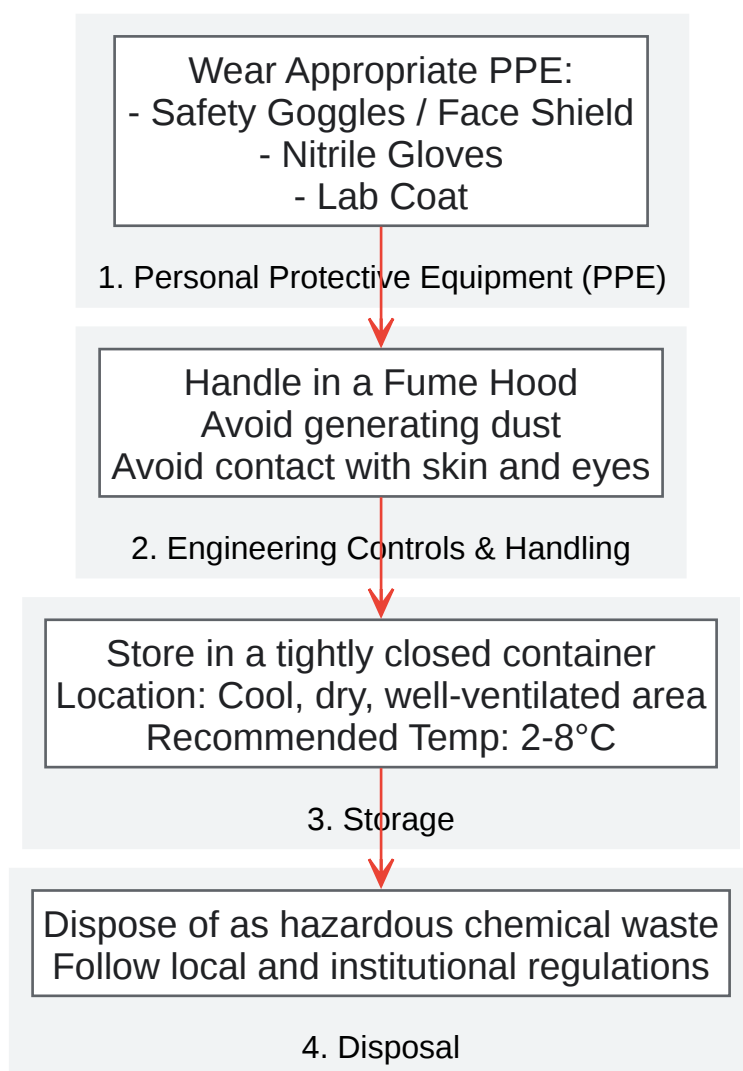 Wear Appropriate PPE:
- Safety Goggles / Face Shield
- Nitrile Gloves
- Lab Coat
1. Personal Protective Equipment (PPE)
Handle in a Fume Hood
Avoid generating dust
Avoid contact with skin and eyes
2. Engineering Controls & Handling
Store in a tightly closed container
Location: Cool, dry, well-ventilated area
Recommended Temp: 2-8°C
3. Storage
Dispose of as hazardous chemical waste
Follow local and institutional regulations
4. Disposal